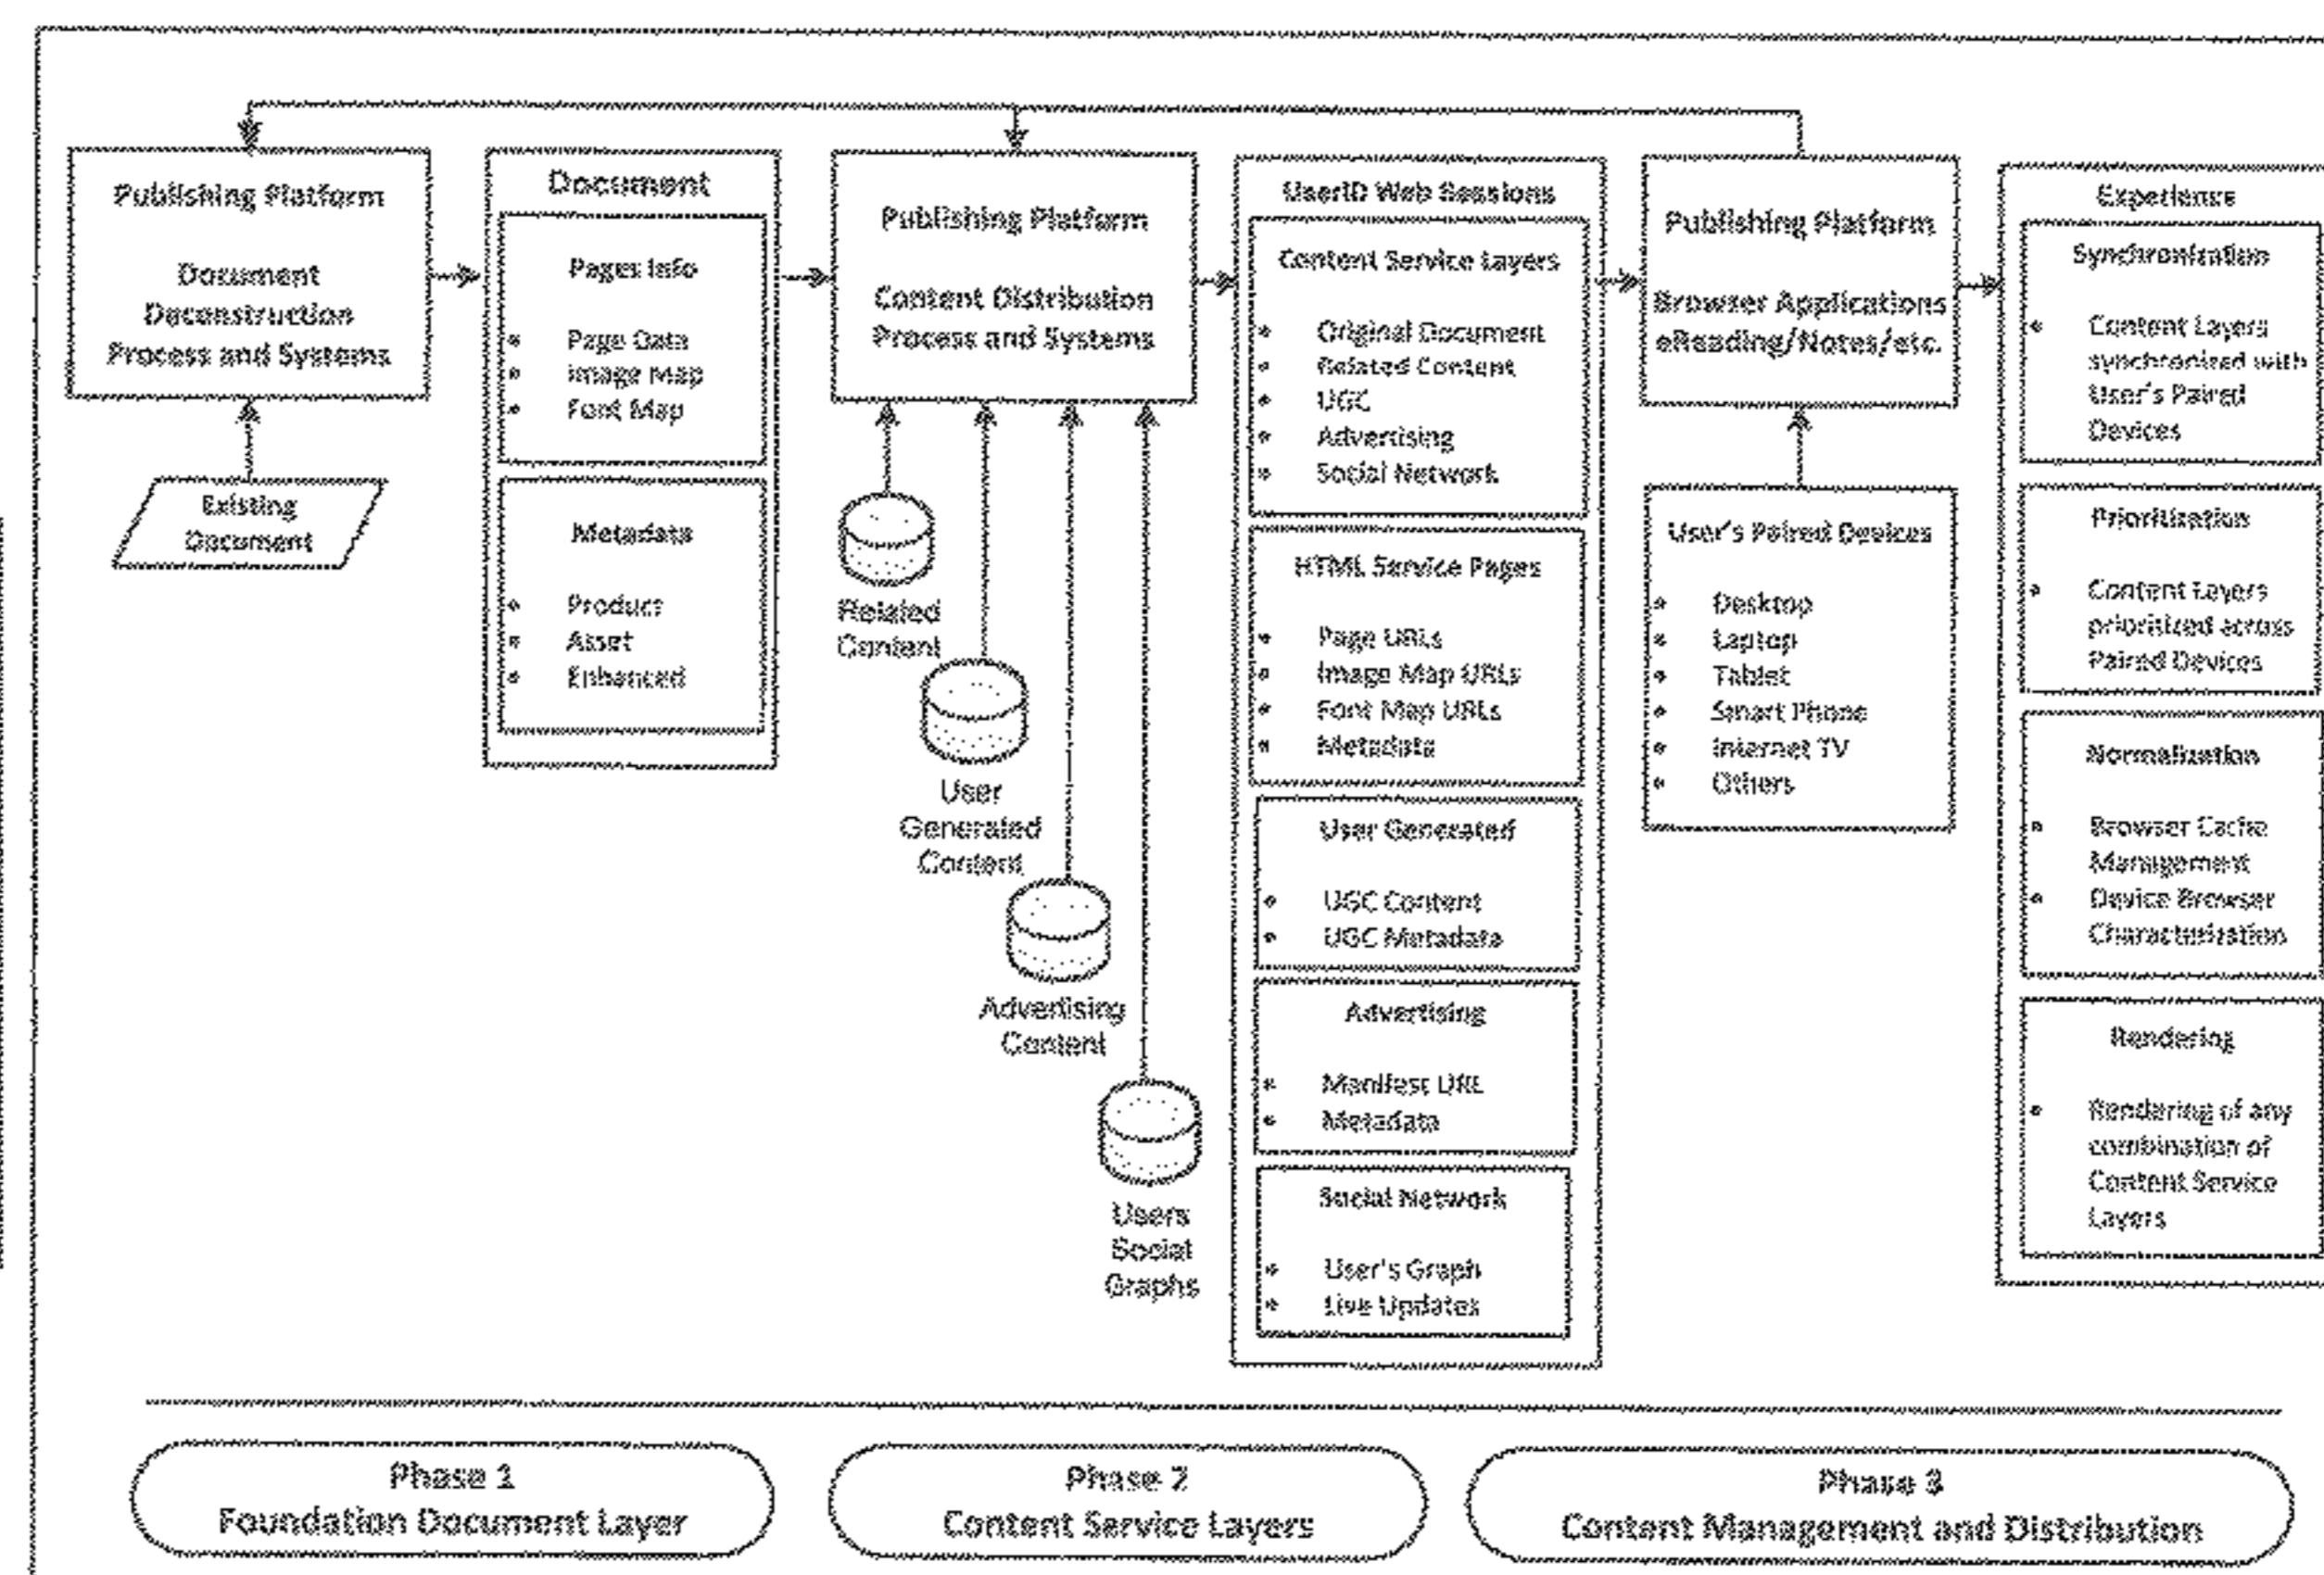 Publishing Platform
Document
Deconstruction
Process and Systems
Existing
Document
Document
Pages Info
• Page Data
• Image Map
• Font Map
Metadata
• Product
• Asset
• Enhanced
Publishing Platform
Content Distribution
Process and Systems
Related
Content
User
Generated
Content
Advertising
Content
Users
Social
Graphs
UserID Web Sessions
Content Service Layers
• Original Document
• Related Content
• UGC
• Advertising
• Social Network
HTML Service Pages
• Page URLs
• Image Map URLs
• Font Map URLs
• Metadata
User Generated
• UGC Content
• UGC Metadata
Advertising
• Manifest URL
• Metadata
Social Network
• User's Graph
• Live Updates
Publishing Platform
Browser Applications
eReading/Notes/etc.
User's Paired Devices
• Desktop
• Laptop
• Tablet
• Smart Phone
• Internet TV
• Others
Experience
Synchronization
• Content Layers
synchronized with
User's Paired
Devices
Prioritization
• Content Layers
prioritized across
Paired Devices
Normalization
• Browser Cache
Management
• Device Browser
Characterization
Rendering
• Rendering of any
combination of
Content Service
Layers
Phase 1
Foundation Document Layer
Phase 2
Content Service Layers
Phase 3
Content Management and Distribution